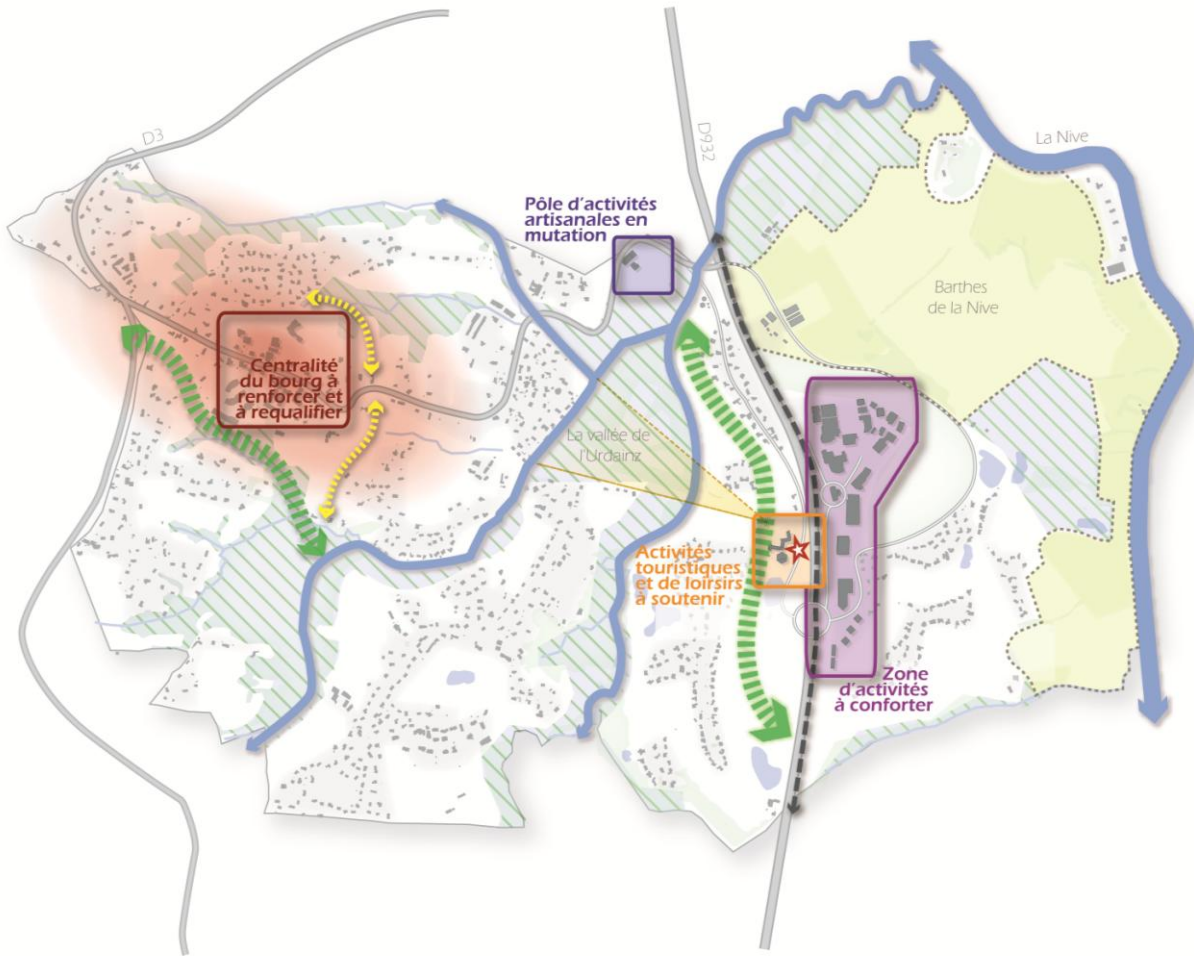 D3
D932
La Nive
Pôle d'activités
artisanales en
mutation
Barthes
de la Nive
Centralité
du bourg à
renforcer et
à requalifier
La vallée de
l'Urdainz
Activités
touristiques
et de loirsirs
à soutenir
Zone
d'activités
à conforter